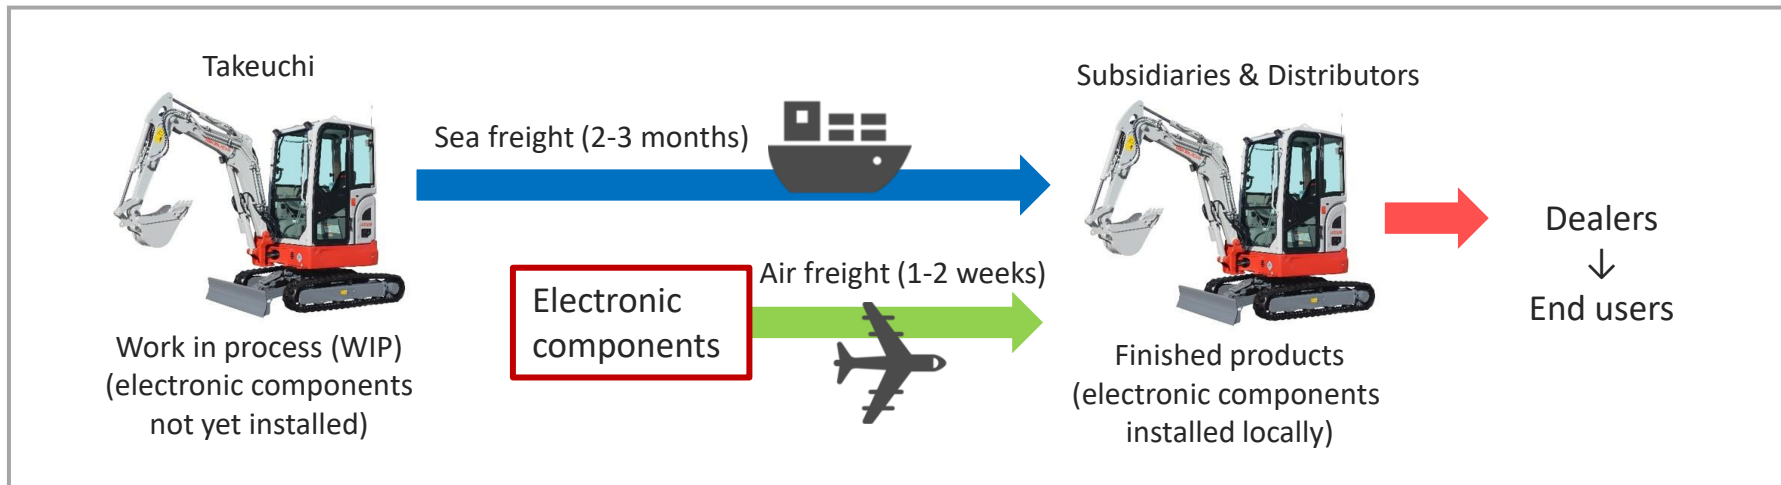 Takeuchi
Sea freight (2-3 months)
Subsidiaries & Distributors
Electronic
components
Air freight (1-2 weeks)
Work in process (WIP)
(electronic components
not yet installed)
Finished products
(electronic components
installed locally)
Dealers
↓
End users